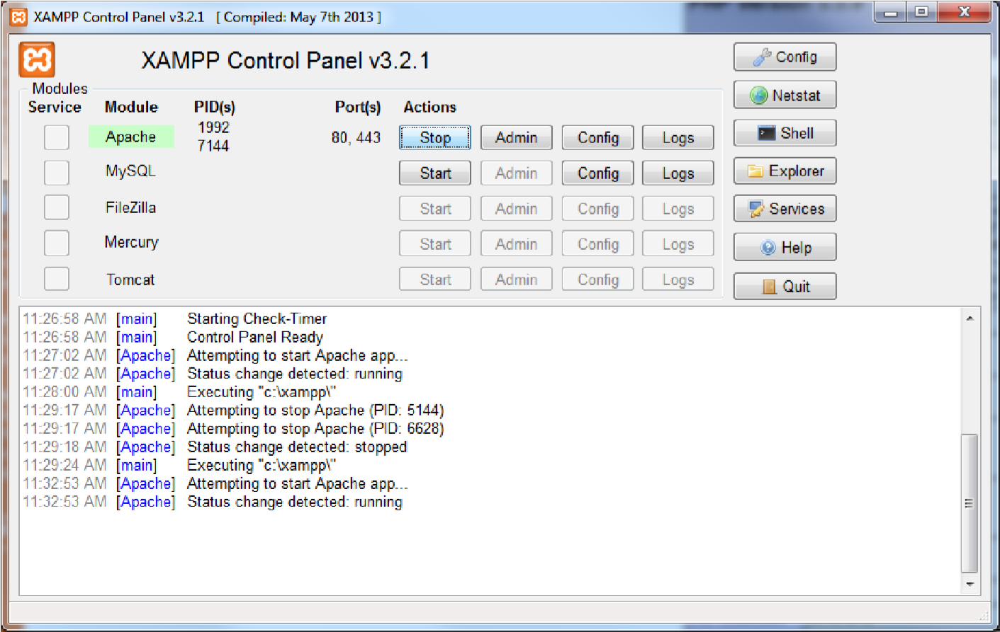 XAMPP Control Panel v3.2.1 [ Compiled: May 7th 2013 ]
XAMPP Control Panel v3.2.1
Modules
Service Module PID(s) Port(s) Actions
Apache 1992 7144 80, 443 Stop Admin Config Logs
MySQL Start Admin Config Logs
FileZilla Start Admin Config Logs
Mercury Start Admin Config Logs
Tomcat Start Admin Config Logs
Config
Netstat
Shell
Explorer
Services
Help
Quit
11:26:58 AM [main] Starting Check-Timer
11:26:58 AM [main] Control Panel Ready
11:27:02 AM [Apache] Attempting to start Apache app...
11:27:02 AM [Apache] Status change detected: running
11:28:00 AM [main] Executing "c:\xampp\"
11:29:17 AM [Apache] Attempting to stop Apache (PID: 5144)
11:29:17 AM [Apache] Attempting to stop Apache (PID: 6628)
11:29:18 AM [Apache] Status change detected: stopped
11:29:24 AM [main] Executing "c:\xampp\"
11:32:53 AM [Apache] Attempting to start Apache app...
11:32:53 AM [Apache] Status change detected: running